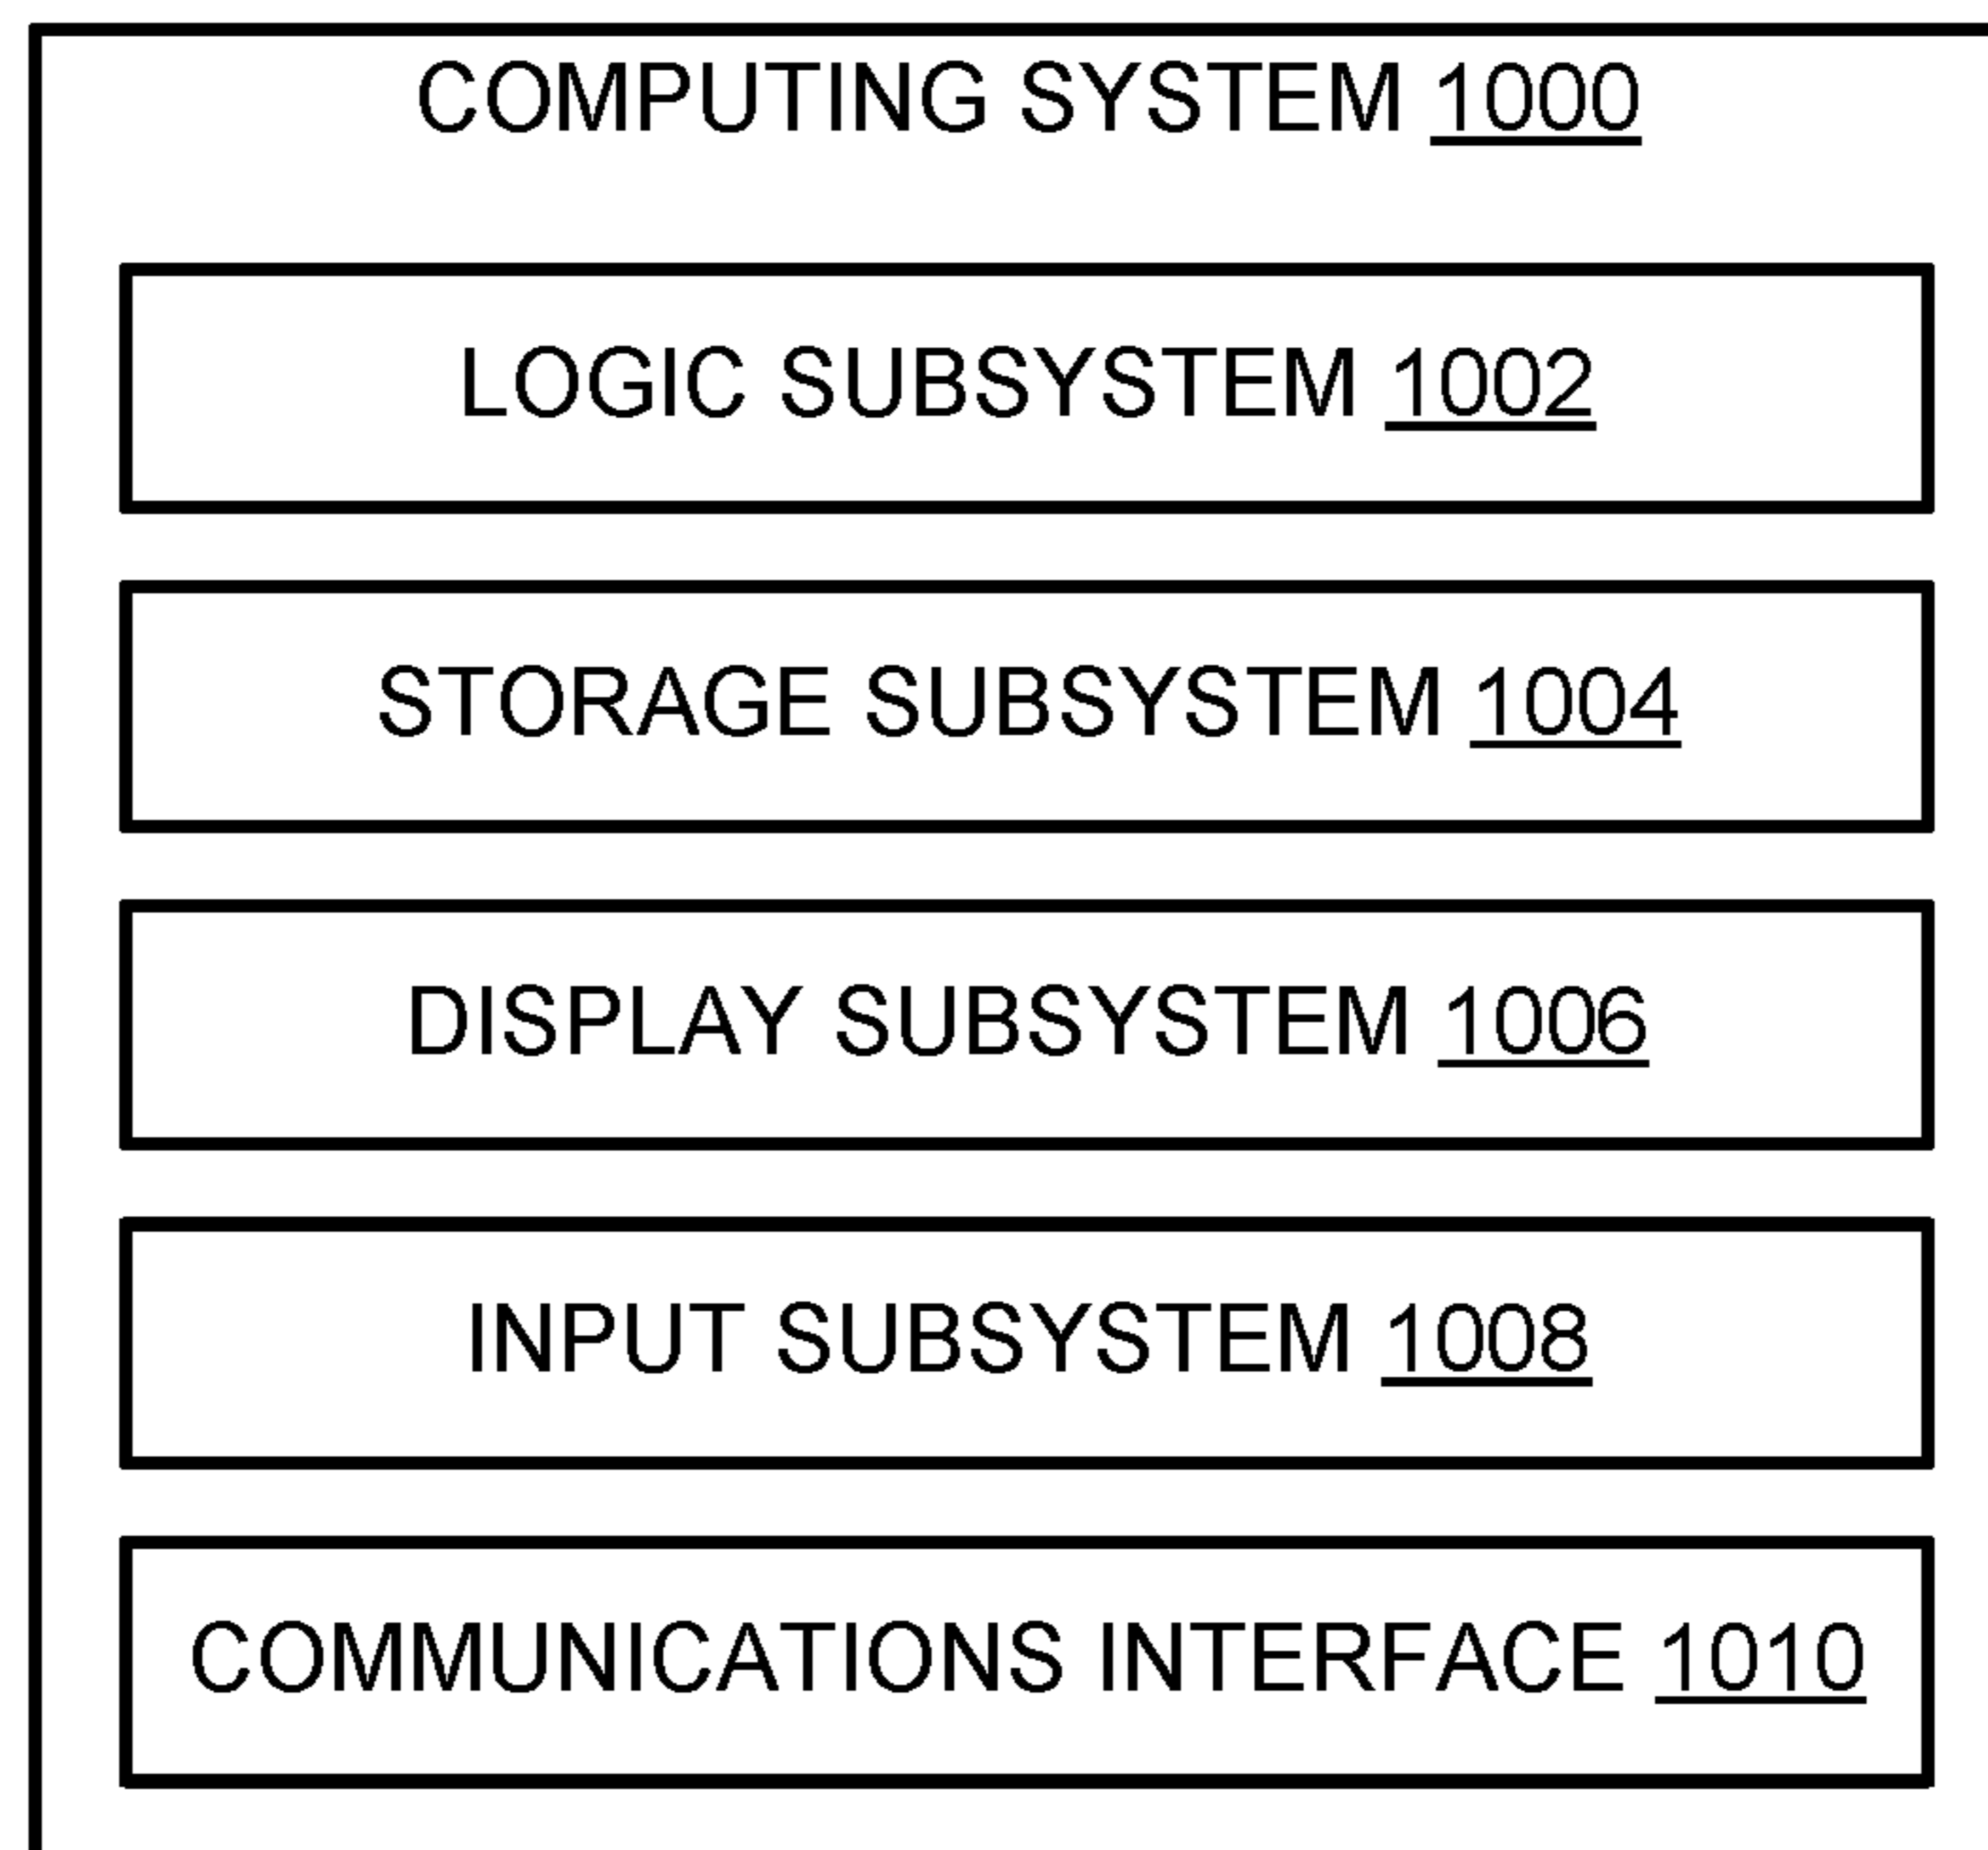 COMPUTING SYSTEM 1000
LOGIC SUBSYSTEM 1002
STORAGE SUBSYSTEM 1004
DISPLAY SUBSYSTEM 1006
INPUT SUBSYSTEM 1008
COMMUNICATIONS INTERFACE 1010